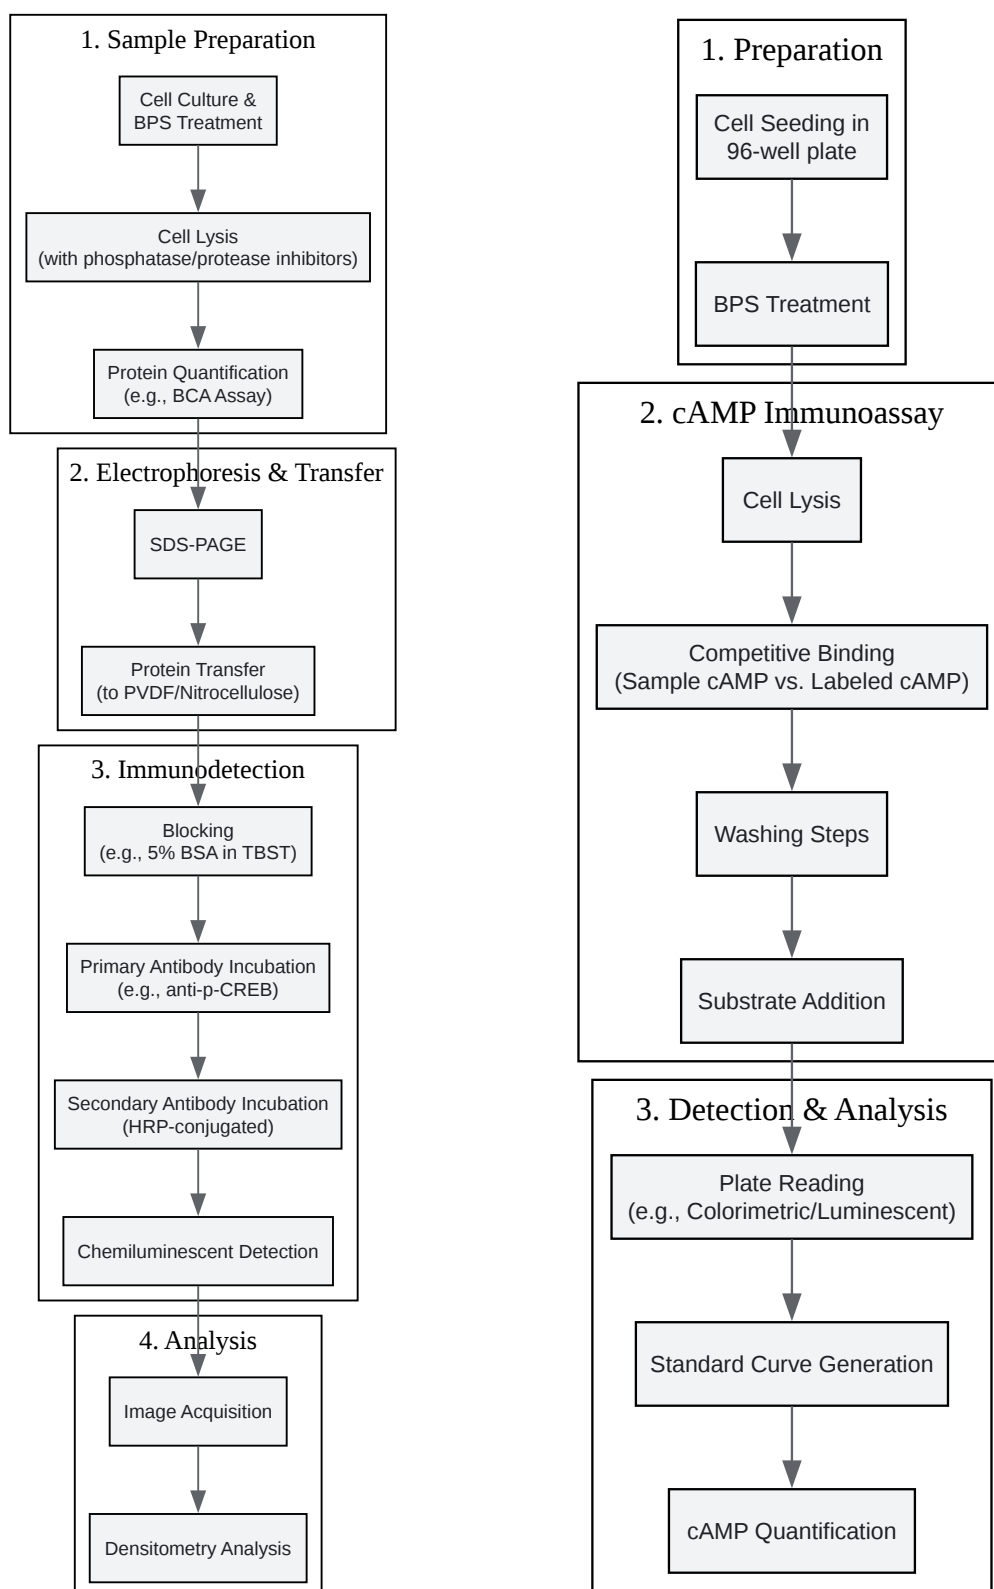 1. Sample Preparation
Cell Culture &
BPS Treatment
Cell Lysis
(with phosphatase/protease inhibitors)
Protein Quantification
(e.g., BCA Assay)
2. Electrophoresis & Transfer
SDS-PAGE
Protein Transfer
(to PVDF/Nitrocellulose)
3. Immunodetection
Blocking
(e.g., 5% BSA in TBST)
Primary Antibody Incubation
(e.g., anti-p-CREB)
Secondary Antibody Incubation
(HRP-conjugated)
Chemiluminescent Detection
4. Analysis
Image Acquisition
Densitometry Analysis
1. Preparation
Cell Seeding in
96-well plate
BPS Treatment
2. cAMP Immunoassay
Cell Lysis
Competitive Binding
(Sample cAMP vs. Labeled cAMP)
Washing Steps
Substrate Addition
3. Detection & Analysis
Plate Reading
(e.g., Colorimetric/Luminescent)
Standard Curve Generation
cAMP Quantification